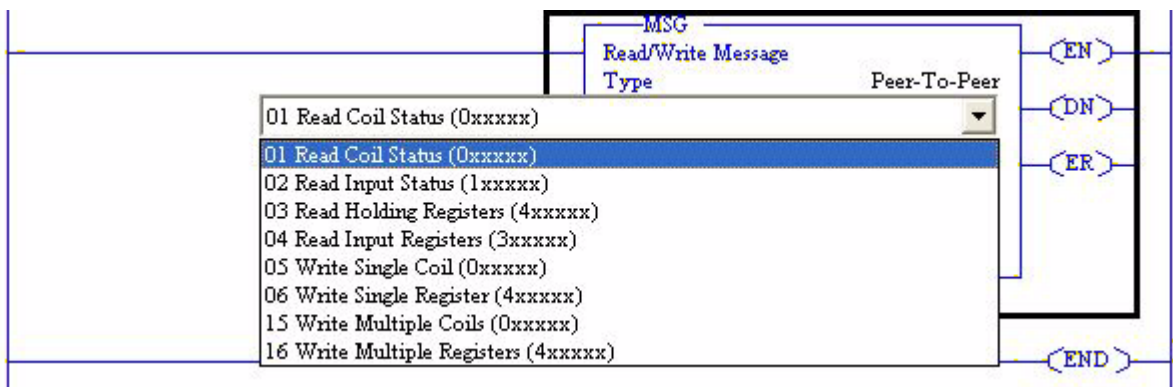 MSG
Read/Write Message
Type Peer-To-Peer
EN
01 Read Coil Status (0xxxxx)
DN
01 Read Coil Status (0xxxxx)
ER
02 Read Input Status (1xxxxx)
03 Read Holding Registers (4xxxxx)
04 Read Input Registers (3xxxxx)
05 Write Single Coil (0xxxxx)
06 Write Single Register (4xxxxx)
15 Write Multiple Coils (0xxxxx)
16 Write Multiple Registers (4xxxxx)
END